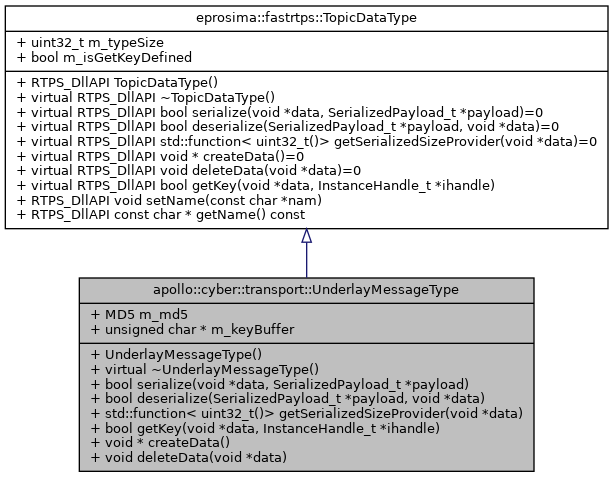 eprosima::fastrtps::TopicDataType
+ uint32_t m_typeSize
+ bool m_isGetKeyDefined
+ RTPS_DllAPI TopicDataType()
+ virtual RTPS_DllAPI ~TopicDataType()
+ virtual RTPS_DllAPI bool serialize(void *data, SerializedPayload_t *payload)=0
+ virtual RTPS_DllAPI bool deserialize(SerializedPayload_t *payload, void *data)=0
+ virtual RTPS_DllAPI std::function< uint32_t()> getSerializedSizeProvider(void *data)=0
+ virtual RTPS_DllAPI void * createData()=0
+ virtual RTPS_DllAPI void deleteData(void *data)=0
+ virtual RTPS_DllAPI bool getKey(void *data, InstanceHandle_t *ihandle)
+ RTPS_DllAPI void setName(const char *nam)
+ RTPS_DllAPI const char * getName() const
apollo::cyber::transport::UnderlayMessageType
+ MD5 m_md5
+ unsigned char * m_keyBuffer
+ UnderlayMessageType()
+ virtual ~UnderlayMessageType()
+ bool serialize(void *data, SerializedPayload_t *payload)
+ bool deserialize(SerializedPayload_t *payload, void *data)
+ std::function< uint32_t()> getSerializedSizeProvider(void *data)
+ bool getKey(void *data, InstanceHandle_t *ihandle)
+ void * createData()
+ void deleteData(void *data)